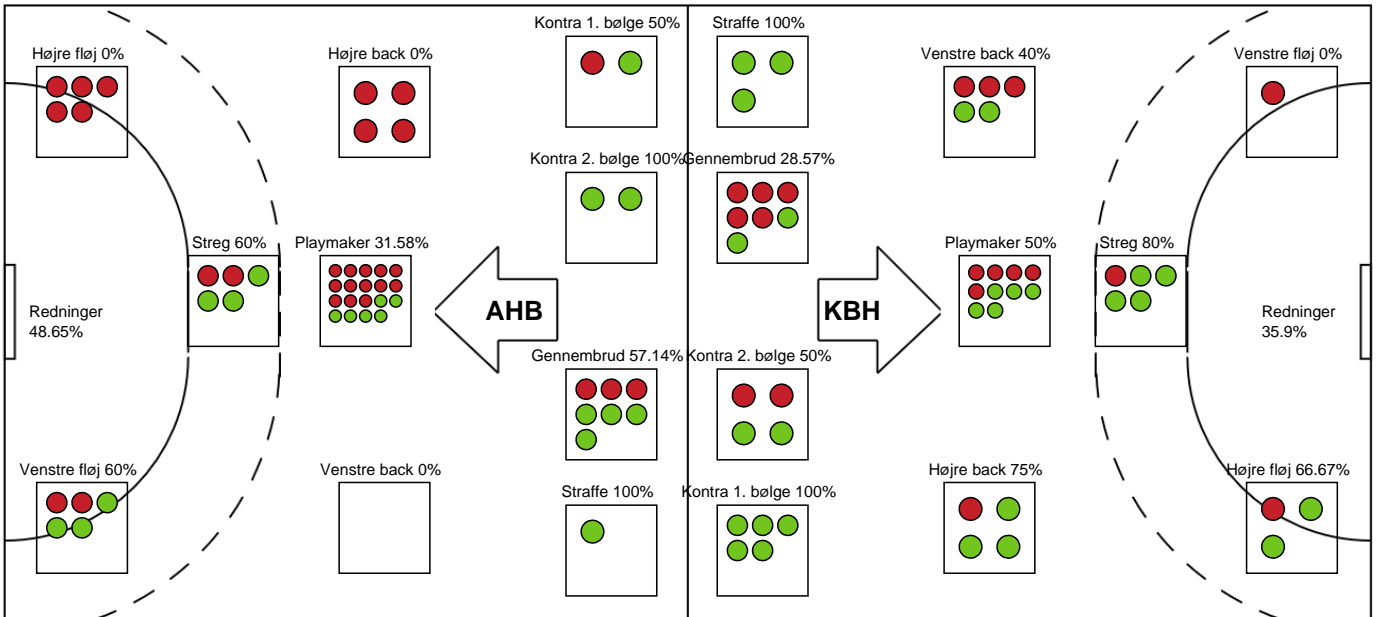 Kontra 1. bølge 50%
Straffe 100%
Højre fløj 0%
Højre back 0%
Venstre back 40%
Venstre fløj 0%
Kontra 2. bølge 100%
Gennembrud 28.57%
Streg 60%
Playmaker 31.58%
Playmaker 50%
Streg 80%
Redninger
48.65%
AHB
KBH
Redninger
35.9%
Gennembrud 57.14%
Kontra 2. bølge 50%
Venstre fløj 60%
Venstre back 0%
Højre back 75%
Højre fløj 66.67%
Straffe 100%
Kontra 1. bølge 100%